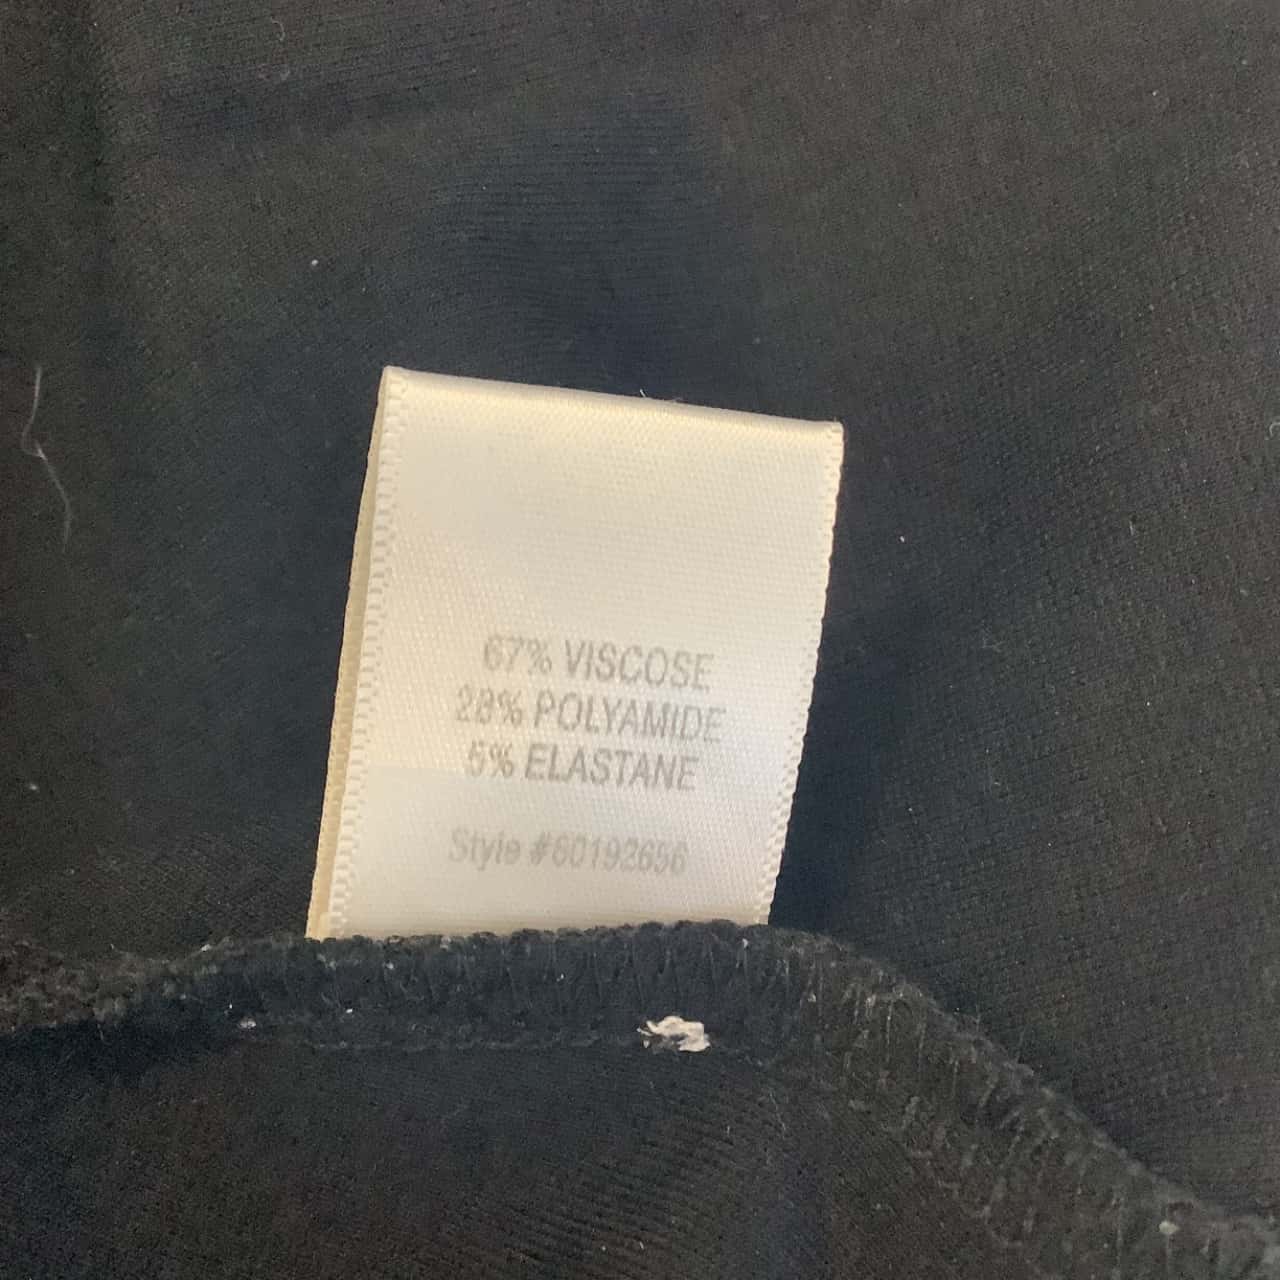 67% VISCOSE
28% POLYAMIDE
5% ELASTANE
Style #60192656